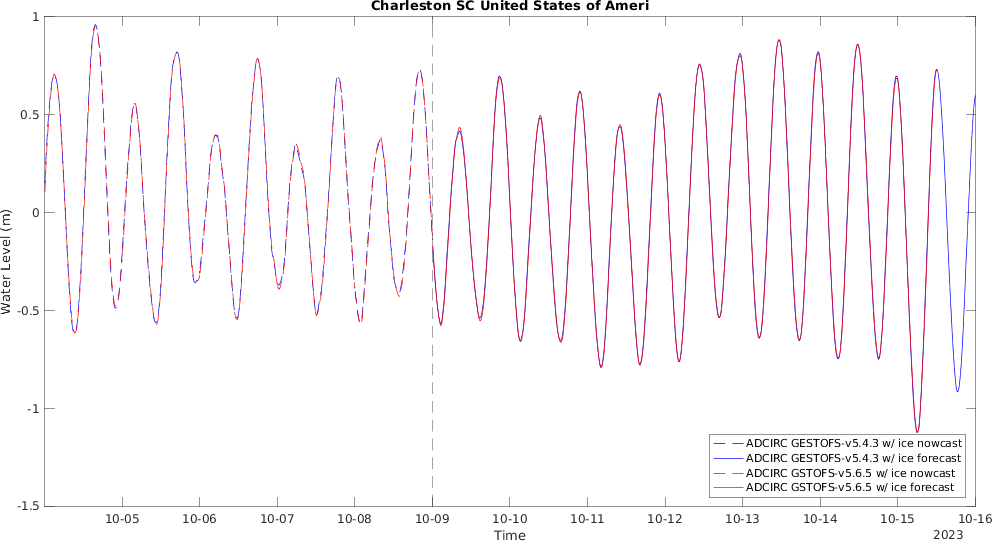 Charleston SC United States of Ameri
1
0.5
0
-0.5
-1
-1.5
Water Level (m)
ADCIRC GESTOFS-v5.4.3 w/ ice nowcast
ADCIRC GESTOFS-v5.4.3 w/ ice forecast
ADCIRC GSTOFS-v5.6.5 w/ ice nowcast
ADCIRC GSTOFS-v5.6.5 w/ ice forecast
10-05 10-06 10-07 10-08 10-09 10-10 10-11 10-12 10-13 10-14 10-15 10-16
Time
2023